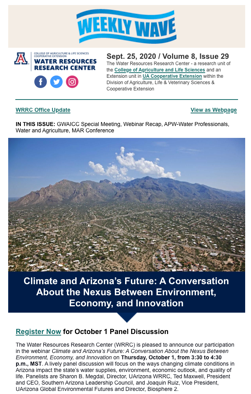 WEEKLY WAVE
COLLEGE OF AGRICULTURE & LIFE SCIENCES
COOPERATIVE EXTENSION
WATER RESOURCES
RESEARCH CENTER
Sept. 25, 2020 / Volume 8, Issue 29
The Water Resources Research Center - a research unit of
the College of Agriculture and Life Sciences and an
Extension unit in UA Cooperative Extension within the
Division of Agriculture, Life & Veterinary Sciences &
Cooperative Extension
WRRC Office Update
View as Webpage
IN THIS ISSUE: GWAICC Special Meeting, Webinar Recap, APW-Water Professionals,
Water and Agriculture, MAR Conference
Climate and Arizona's Future: A Conversation
About the Nexus Between Environment,
Economy, and Innovation
Register Now for October 1 Panel Discussion
The Water Resources Research Center (WRRC) is pleased to announce our participation
in the webinar Climate and Arizona's Future: A Conversation About the Nexus Between
Environment, Economy, and Innovation on Thursday, October 1, from 3:30 to 4:30
p.m., MST. A lively panel discussion will focus on the ways changing climate conditions in
Arizona impact the state's water supplies, environment, economic outlook, and quality of
life. Panelists are Sharon B. Megdal, Director, UArizona WRRC, Ted Maxwell, President
and CEO, Southern Arizona Leadership Council, and Joaquin Ruiz, Vice President,
UArizona Global Environmental Futures and Director, Biosphere 2.